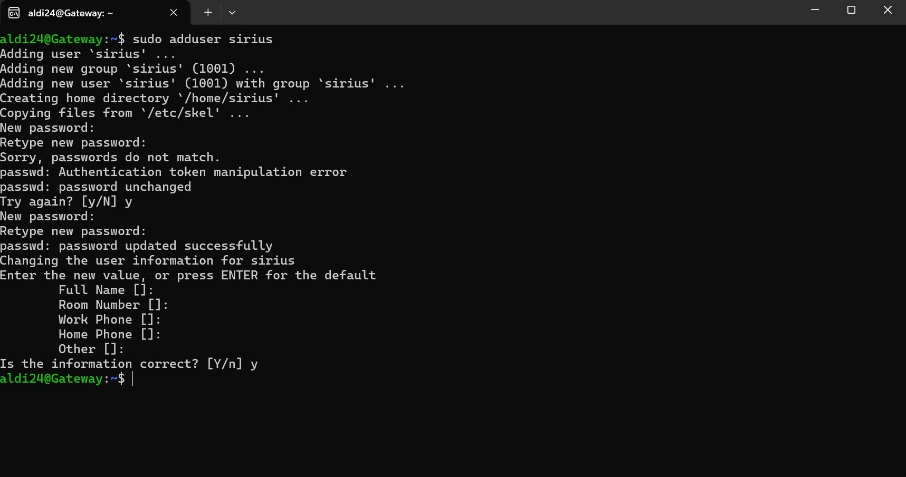 aldi24@Gateway: ~
aldi24@Gateway:~$ sudo adduser sirius
Adding user `sirius' ...
Adding new group `sirius' (1001) ...
Adding new user `sirius' (1001) with group `sirius' ...
Creating home directory `/home/sirius' ...
Copying files from `/etc/skel' ...
New password:
Retype new password:
Sorry, passwords do not match.
passwd: Authentication token manipulation error
passwd: password unchanged
Try again? [y/N] y
New password:
Retype new password:
passwd: password updated successfully
Changing the user information for sirius
Enter the new value, or press ENTER for the default
Full Name []:
Room Number []:
Work Phone []:
Home Phone []:
Other []:
Is the information correct? [Y/n] y
aldi24@Gateway:~$